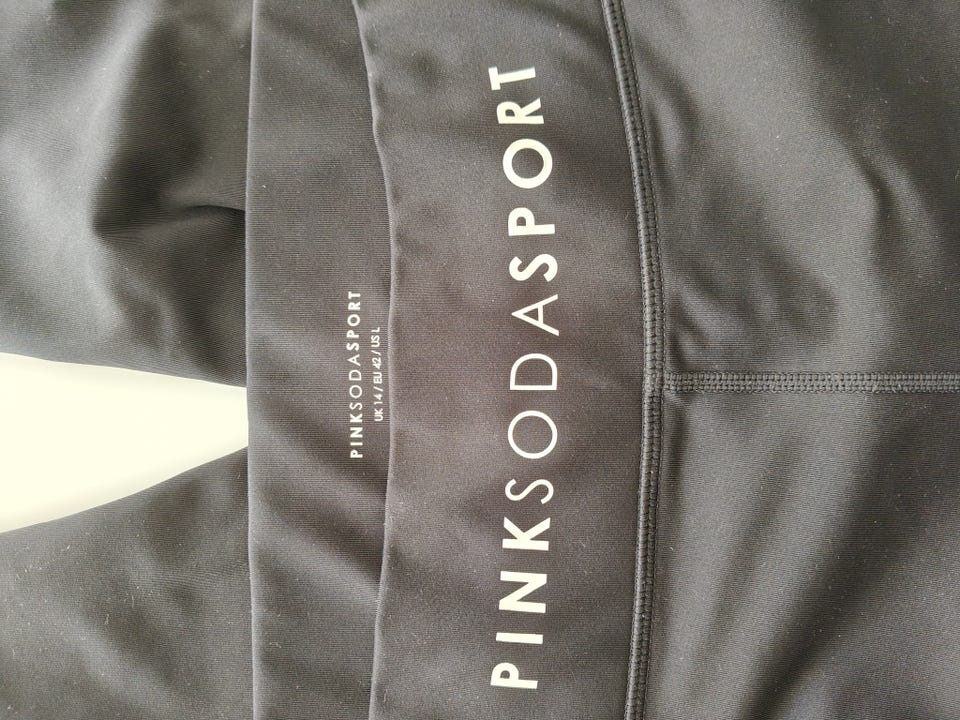 PINKSODASPORT
UK 14 / EU 42 / US L
PINKSODASPORT